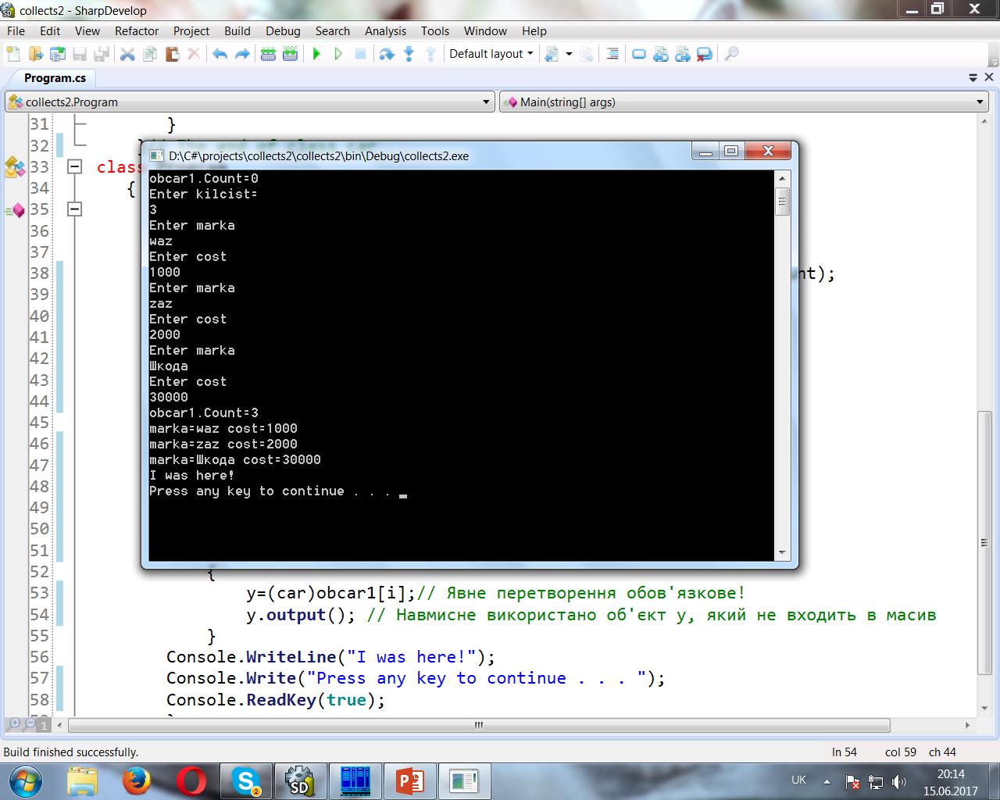 collects2 - SharpDevelop
File Edit View Refactor Project Build Debug Search Analysis Tools Window Help
Default layout
Program.cs
collects2.Program
Main(string[] args)
31 }
32 }
33 class
34 {
35
36
37
38 nt);
39
40
41
42
43
44
45
46
47
48
49
50
51
D:\C#\projects\collects2\collects2\bin\Debug\collects2.exe
obcar1.Count=0
Enter kilcist=
3
Enter marka
waz
Enter cost
1000
Enter marka
zaz
Enter cost
2000
Enter marka
Шкода
Enter cost
30000
obcar1.Count=3
marka=waz cost=1000
marka=zaz cost=2000
marka=Шкода cost=30000
I was here!
Press any key to continue . . .
52 {
53 y=(car)obcar1[i];// Явне перетворення обов'язкове!
54 y.output(); // Навмисне використано об'єкт y, який не входить в масив
55 }
56 Console.WriteLine("I was here!");
57 Console.Write("Press any key to continue . . . ");
58 Console.ReadKey(true);
1
Build finished successfully.
ln 54 col 59 ch 44
2
SD
UK
20:14
15.06.2017